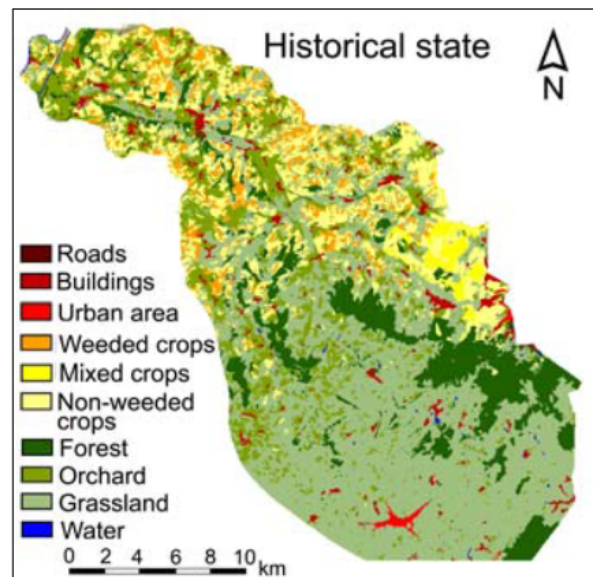 Historical state
N
Roads
Buildings
Urban area
Weeded crops
Mixed crops
Non-weeded
crops
Forest
Orchard
Grassland
Water
0 2 4 6 8 10
km